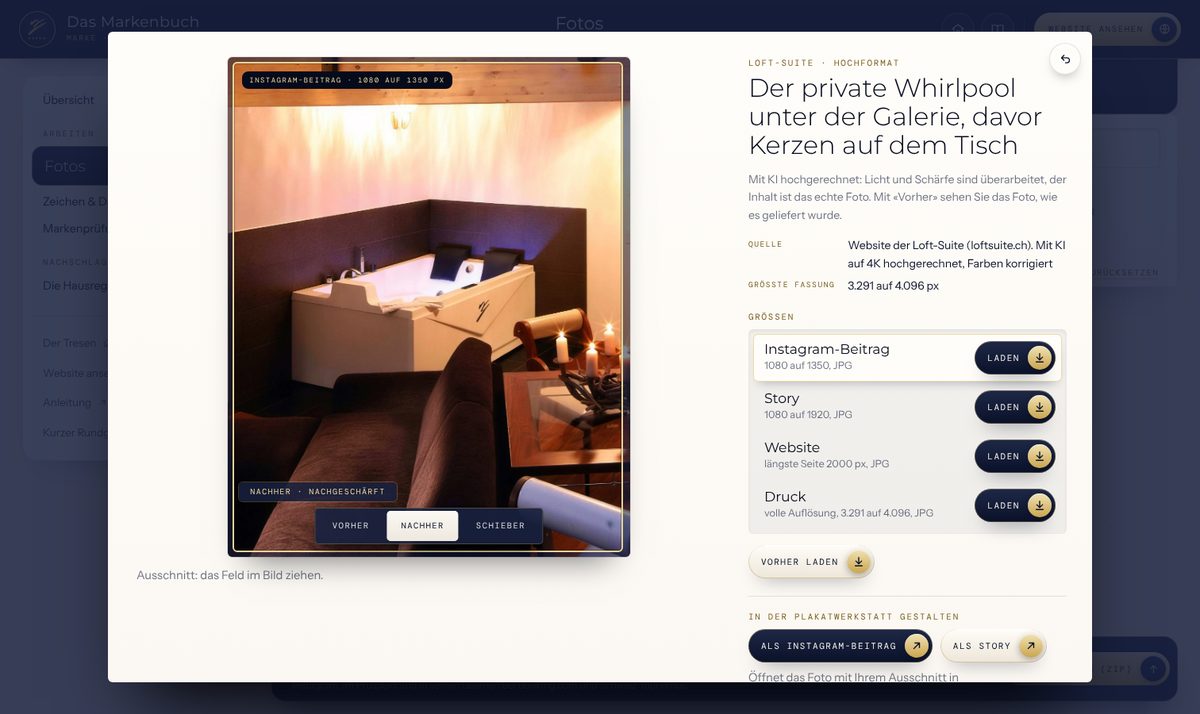 Das Markenbuch
MARKE
Fotos
WEBSITE ANSEHEN
Übersicht
ARBEITEN
Fotos
Zeichen & D
Markenprüf
NACHSCHLAG
Die Hausreg
Der Tresen
Website anse
Anleitung
Kurzer Rundg
URÜCKSETZEN
(ZIP)
INSTAGRAM-BEITRAG · 1080 AUF 1350 PX
NACHHER · NACHGESCHÄRFT
VORHER
NACHHER
SCHIEBER
Ausschnitt: das Feld im Bild ziehen.
LOFT-SUITE · HOCHFORMAT
Der private Whirlpool
unter der Galerie, davor
Kerzen auf dem Tisch
Mit KI hochgerechnet: Licht und Schärfe sind überarbeitet, der
Inhalt ist das echte Foto. Mit «Vorher» sehen Sie das Foto, wie
es geliefert wurde.
QUELLE
Website der Loft-Suite (loftsuite.ch). Mit KI
auf 4K hochgerechnet, Farben korrigiert
GRÖSSTE FASSUNG
3.291 auf 4.096 px
GRÖSSEN
Instagram-Beitrag
1080 auf 1350, JPG
LADEN
Story
1080 auf 1920, JPG
LADEN
Website
längste Seite 2000 px, JPG
LADEN
Druck
volle Auflösung, 3.291 auf 4.096, JPG
LADEN
VORHER LADEN
IN DER PLAKATWERKSTATT GESTALTEN
ALS INSTAGRAM-BEITRAG
ALS STORY
Öffnet das Foto mit Ihrem Ausschnitt in